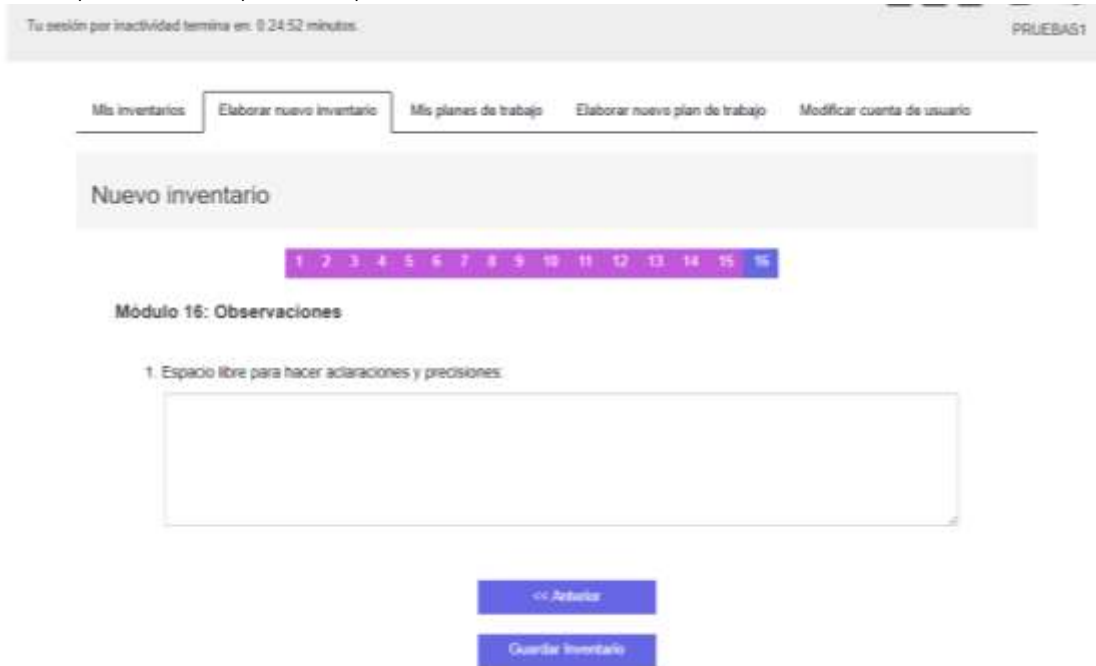 Tu sesión por inactividad termina en: 0:24:52 minutos.
PRUEBAS1
Mis inventarios Elaborar nuevo inventario Mis planes de trabajo Elaborar nuevo plan de trabajo Modificar cuenta de usuario
Nuevo inventario
1 2 3 4 5 6 7 8 9 10 11 12 13 14 15 16
Módulo 16: Observaciones
1. Espacio libre para hacer aclaraciones y precisiones:
<< Anterior
Guardar Inventario